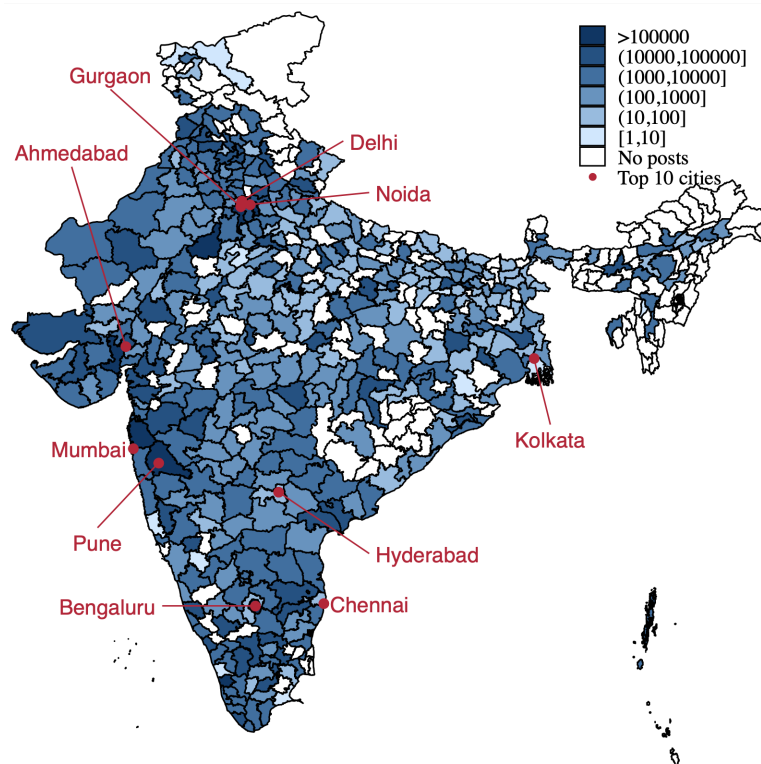 >100000
(10000,100000]
(1000,10000]
(100,1000]
(10,100]
[1,10]
No posts
Top 10 cities
Gurgaon
Delhi
Ahmedabad
Noida
Kolkata
Mumbai
Pune
Hyderabad
Bengaluru
Chennai